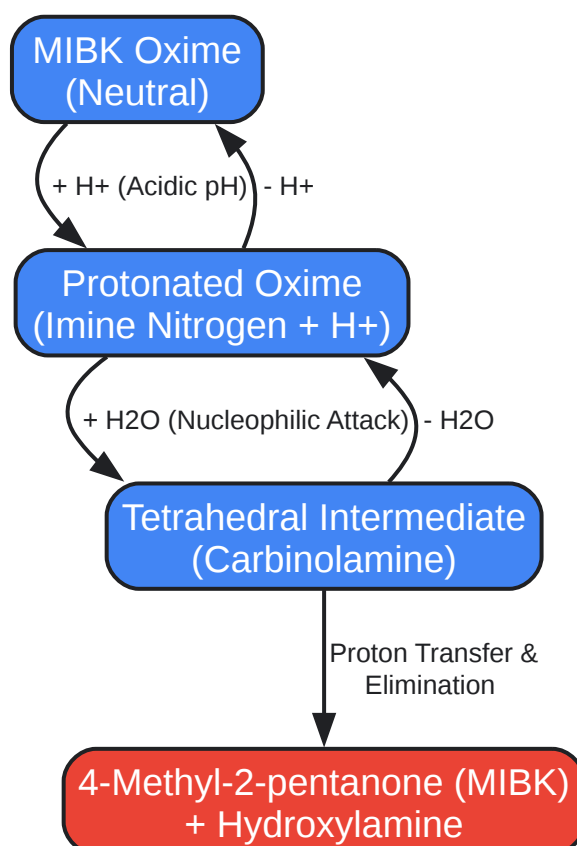 MIBK Oxime
(Neutral)
+ H+ (Acidic pH)
- H+
Protonated Oxime
(Imine Nitrogen + H+)
+ H2O (Nucleophilic Attack)
- H2O
Tetrahedral Intermediate
(Carbinolamine)
Proton Transfer &
Elimination
4-Methyl-2-pentanone (MIBK)
+ Hydroxylamine